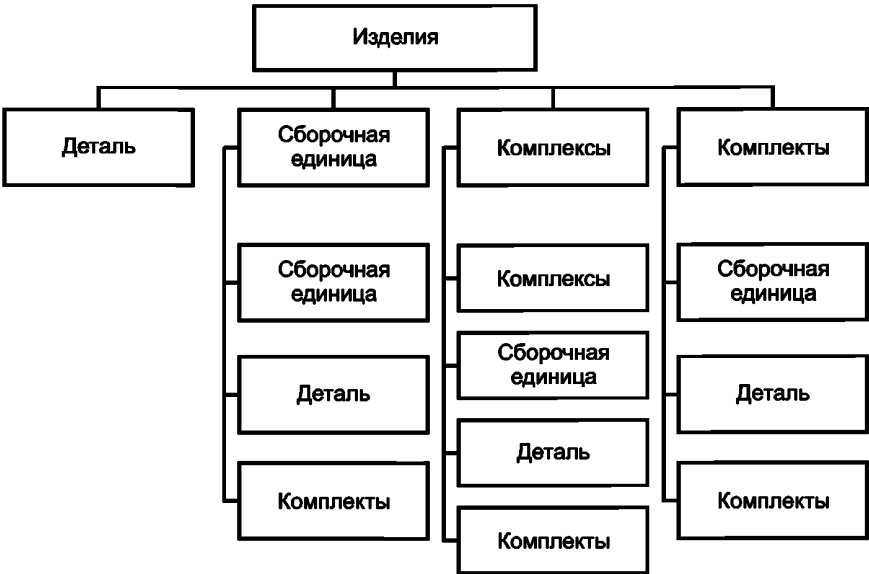 Изделия
Деталь
Сборочная
единица
Комплексы
Комплекты
Сборочная
единица
Деталь
Комплекты
Комплексы
Сборочная
единица
Деталь
Комплекты
Сборочная
единица
Деталь
Комплекты